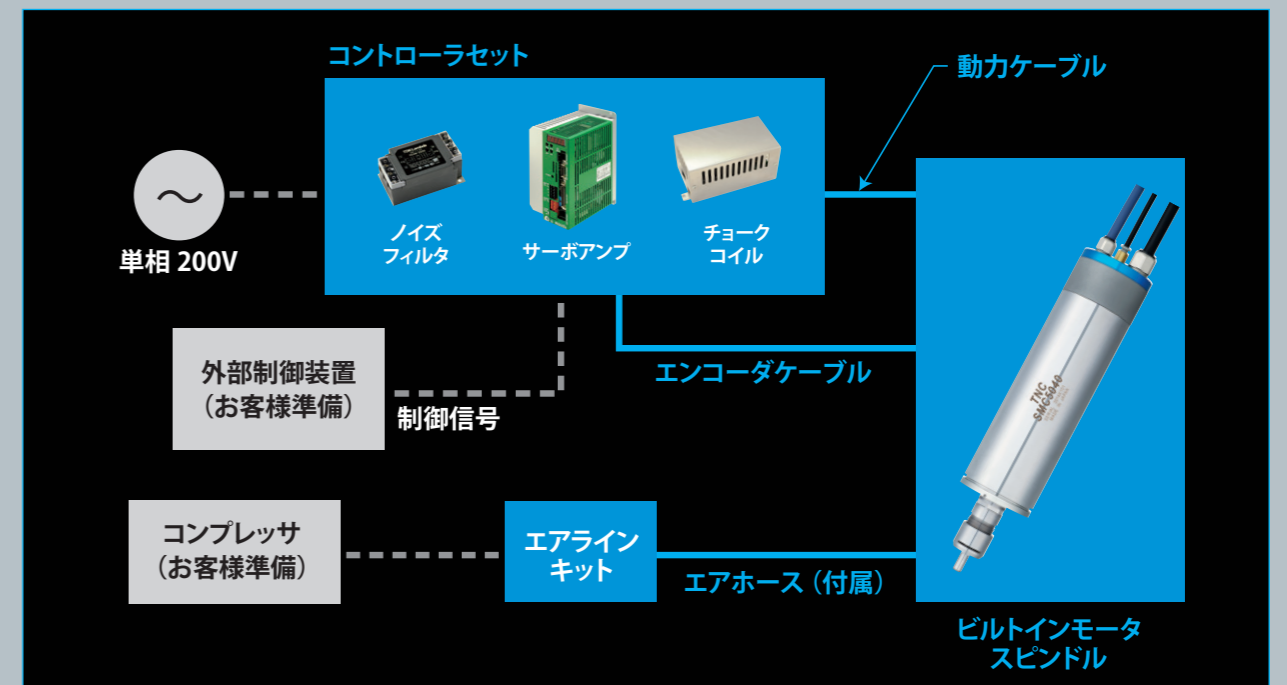 コントローラセット
動力ケーブル
〜
ノイズ
フィルタ
サーボアンプ
チョーク
コイル
単相 200V
外部制御装置
（お客様準備）
制御信号
エンコーダケーブル
TNC
SMC5040
コンプレッサ
（お客様準備）
エアライン
キット
エアホース（付属）
ビルトインモータ
スピンドル